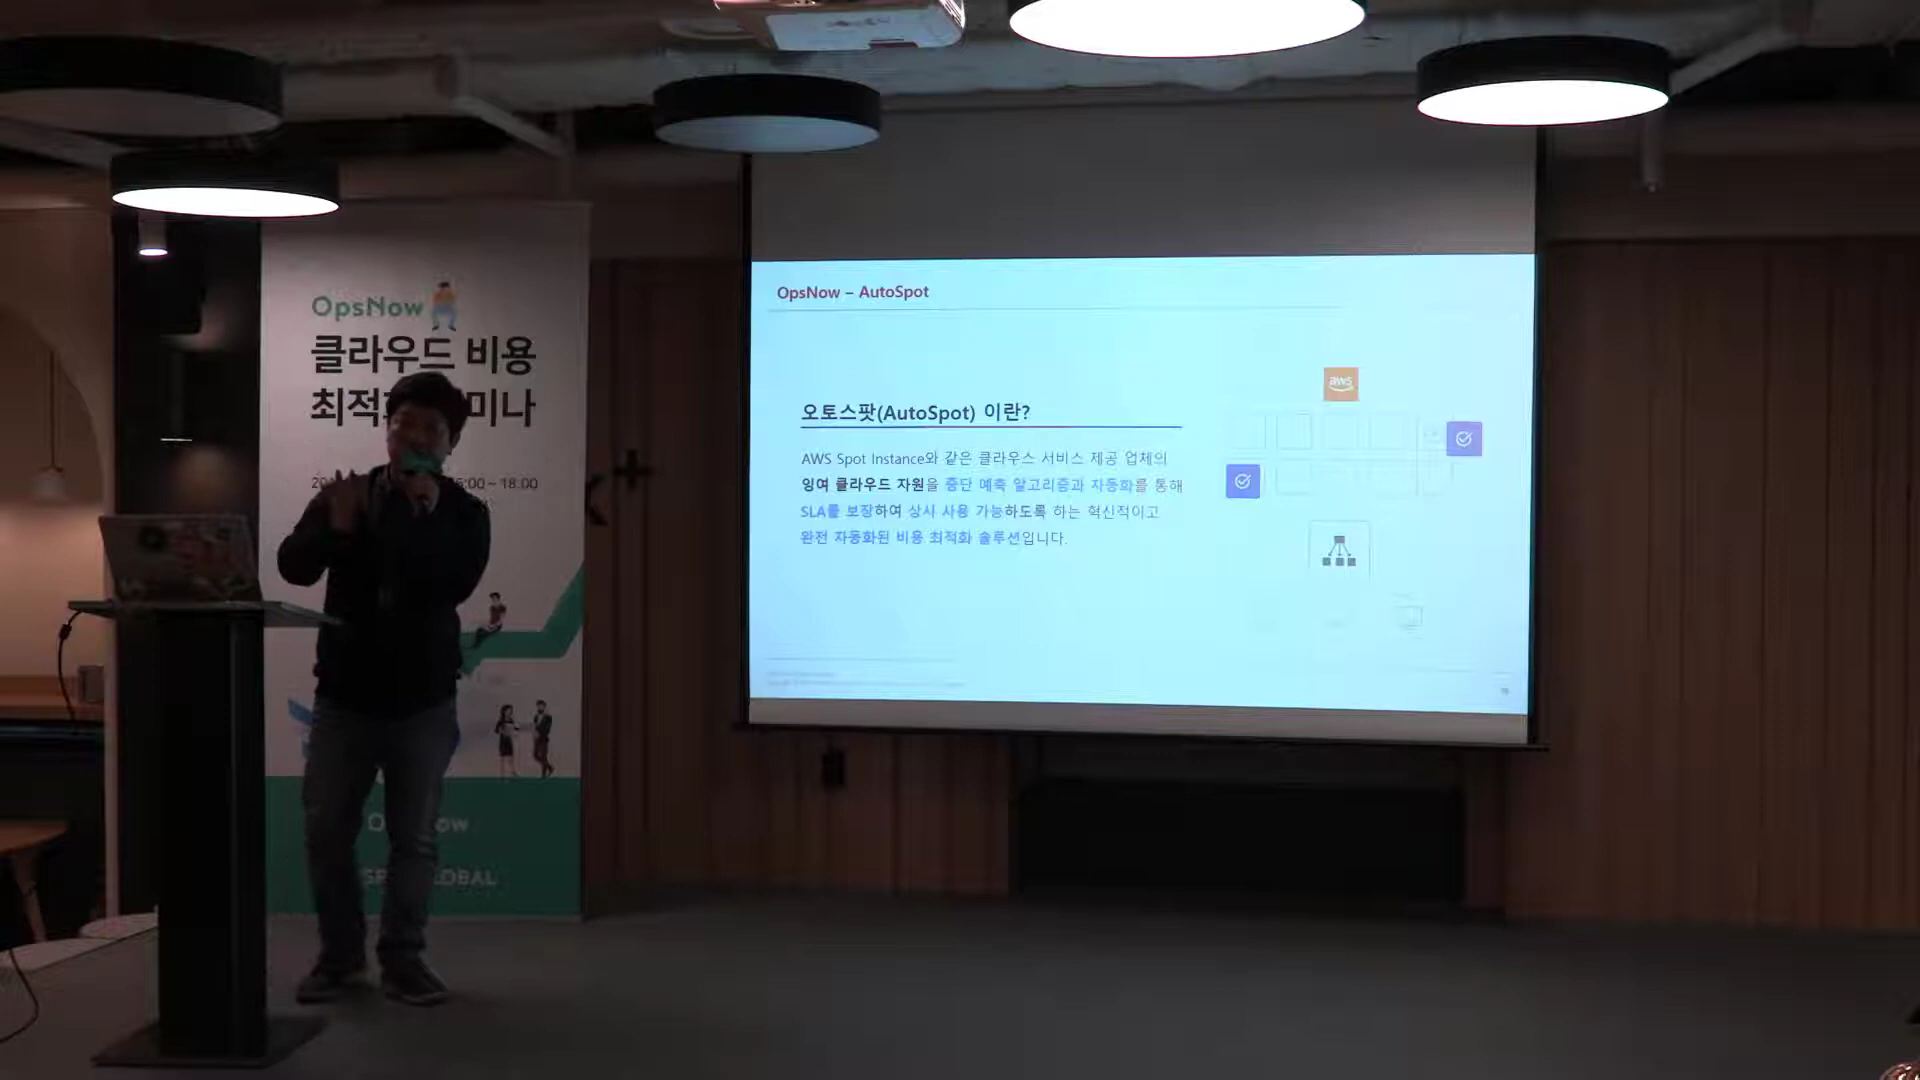 OpsNow
클라우드 비용
최적
미나
00 ~ 18:00
OpsNow – AutoSpot
aws
오토스팟(AutoSpot) 이란?
AWS Spot Instance와 같은 클라우스 서비스 제공 업체의
잉여 클라우드 자원을 중단 예측 알고리즘과 자동화를 통해
SLA를 보장하여 상시 사용 가능하도록 하는 혁신적이고
완전 자동화된 비용 최적화 솔루션입니다.